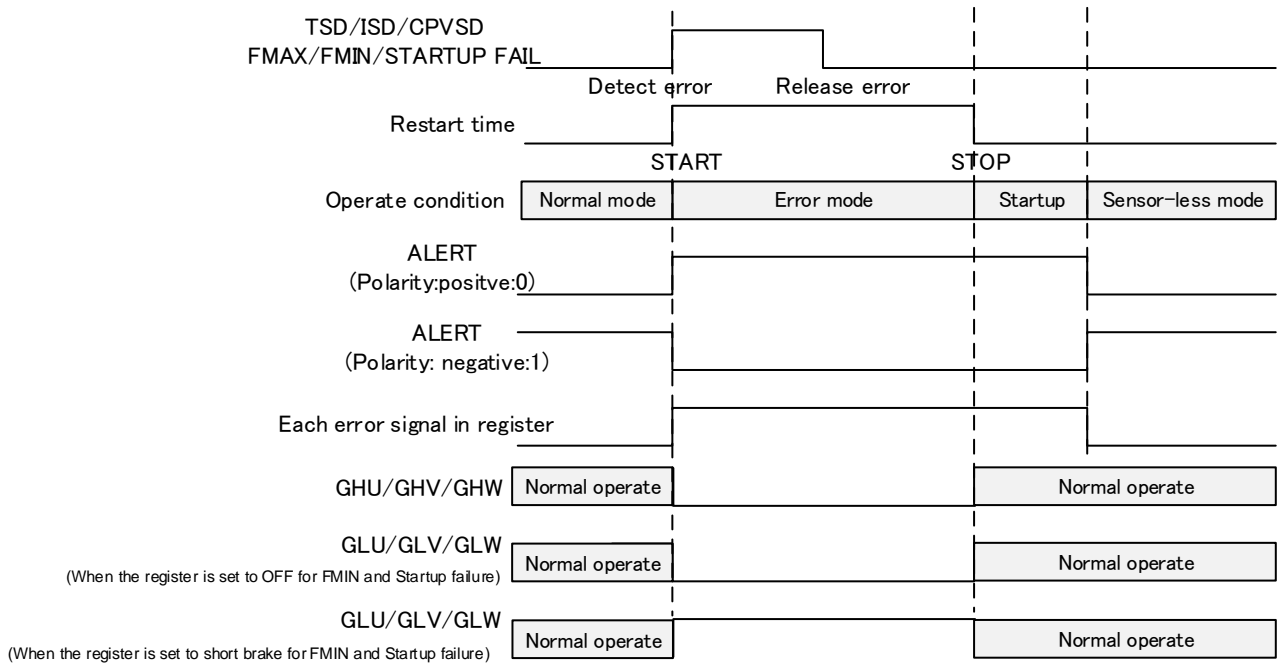 TSD/ISD/CPVSD
FMAX/FMIN/STARTUP FAIL
Detect error
Release error
Restart time
START
STOP
Operate condition
Normal mode
Error mode
Startup
Sensor-less mode
ALERT
(Polarity:positve:0)
ALERT
(Polarity: negative:1)
Each error signal in register
GHU/GHV/GHW
Normal operate
Normal operate
GLU/GLV/GLW
(When the register is set to OFF for FMIN and Startup failure)
Normal operate
Normal operate
GLU/GLV/GLW
(When the register is set to short brake for FMIN and Startup failure)
Normal operate
Normal operate